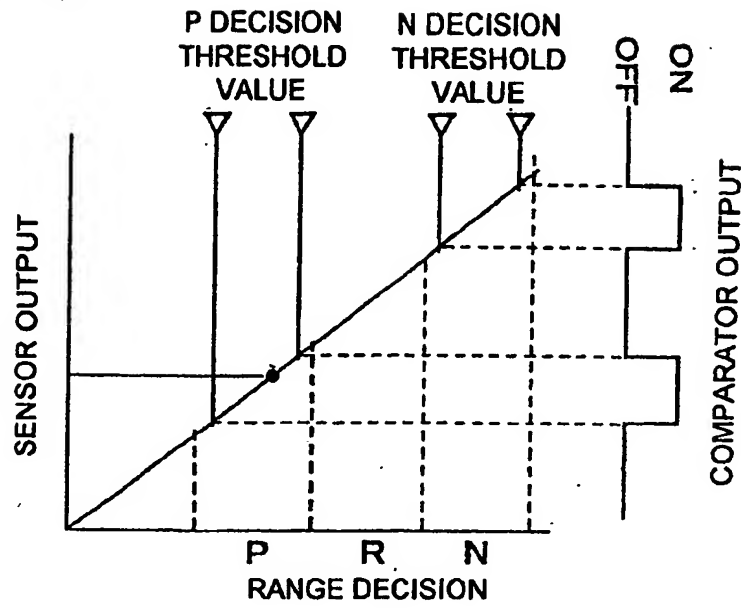 P DECISION
THRESHOLD
VALUE
N DECISION
THRESHOLD
VALUE
OFF
ON
SENSOR OUTPUT
COMPARATOR OUTPUT
P R N
RANGE DECISION